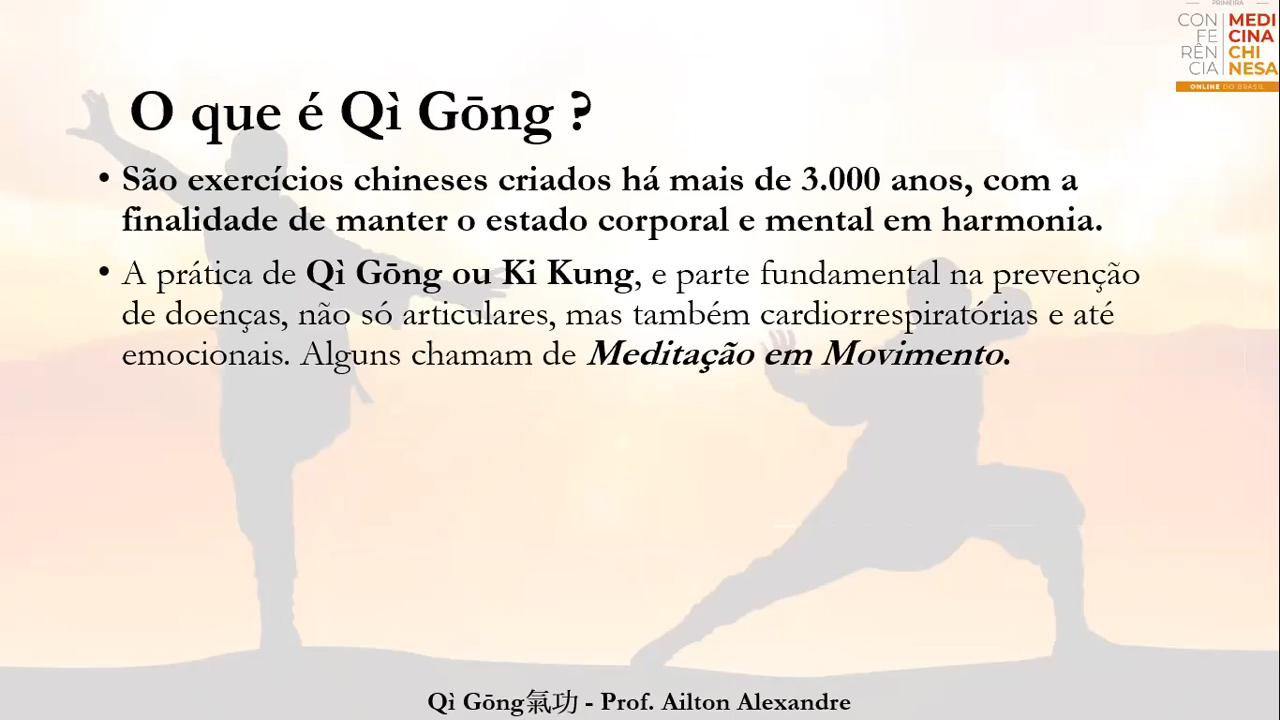 PRIMEIRA
CON
FE
RÊN
CIA
MEDI
CINA
CHI
NESA
ONLINE DO BRASIL
O que é Qì Gōng ?
• São exercícios chineses criados há mais de 3.000 anos, com a
finalidade de manter o estado corporal e mental em harmonia.
• A prática de Qì Gōng ou Ki Kung, e parte fundamental na prevenção
de doenças, não só articulares, mas também cardiorrespiratórias e até
emocionais. Alguns chamam de Meditação em Movimento.
Qì Gōng氣功 - Prof. Ailton Alexandre